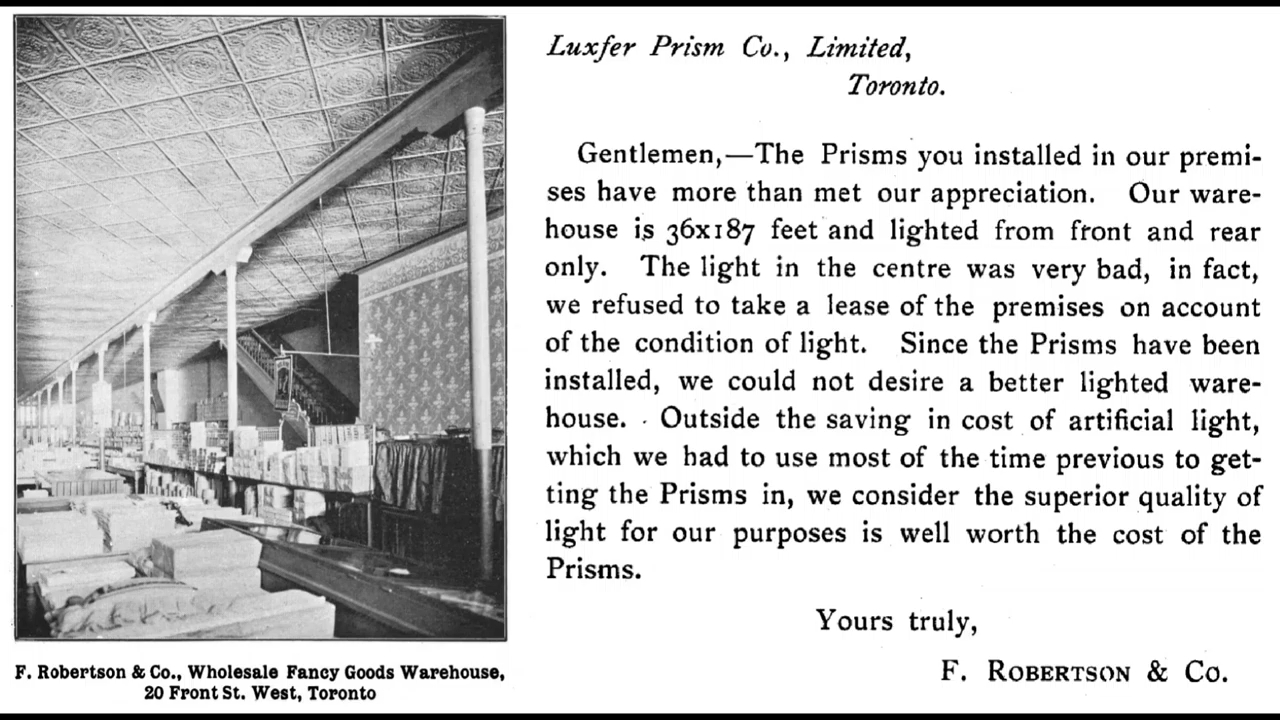 Luxfer Prism Co., Limited,
Toronto.
Gentlemen,—The Prisms you installed in our premi-
ses have more than met our appreciation. Our ware-
house is 36x187 feet and lighted from front and rear
only. The light in the centre was very bad, in fact,
we refused to take a lease of the premises on account
of the condition of light. Since the Prisms have been
installed, we could not desire a better lighted ware-
house. Outside the saving in cost of artificial light,
which we had to use most of the time previous to get-
ting the Prisms in, we consider the superior quality of
light for our purposes is well worth the cost of the
Prisms.
Yours truly,
F. Robertson & Co.
F. Robertson & Co., Wholesale Fancy Goods Warehouse,
20 Front St. West, Toronto